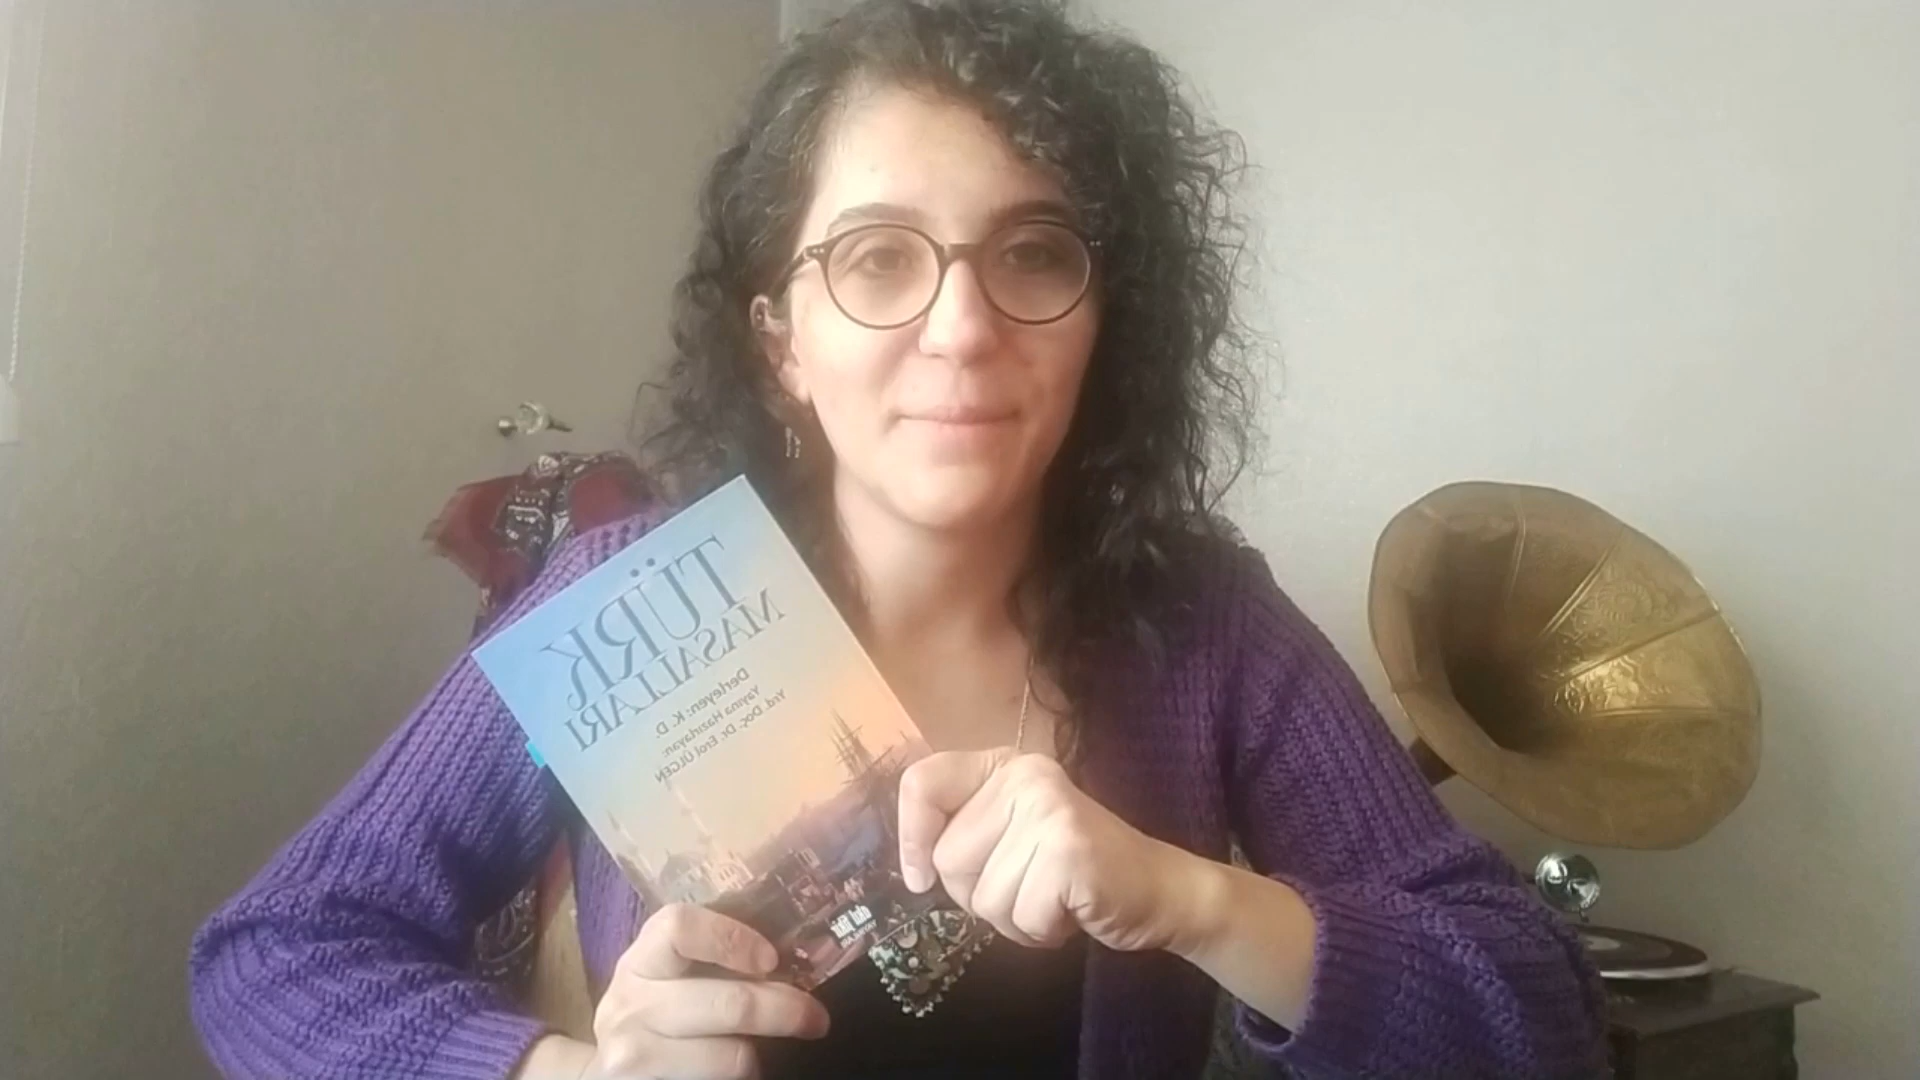 TÜRK
MASALLARI
Derleyen: K. D.
Yayına Hazırlayan:
Yrd. Doç. Dr. Erol ÜLGEN